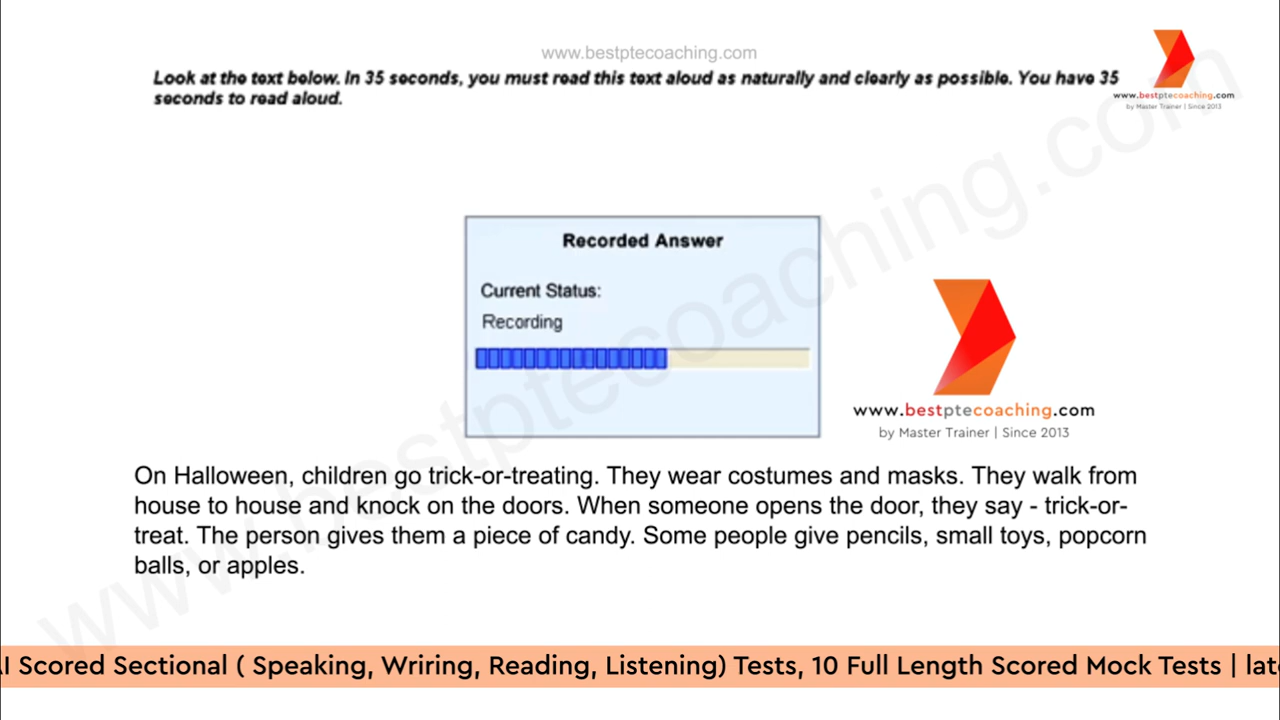 www.bestptecoaching.com
Look at the text below. In 35 seconds, you must read this text aloud as naturally and clearly as possible. You have 35
seconds to read aloud.
www.bestptecoaching.com
by Master Trainer | Since 2013
Recorded Answer
Current Status:
Recording
www.bestptecoaching.com
by Master Trainer | Since 2013
www.bestptecoaching.com
On Halloween, children go trick-or-treating. They wear costumes and masks. They walk from
house to house and knock on the doors. When someone opens the door, they say - trick-or-
treat. The person gives them a piece of candy. Some people give pencils, small toys, popcorn
balls, or apples.
AI Scored Sectional ( Speaking, Wriring, Reading, Listening) Tests, 10 Full Length Scored Mock Tests |